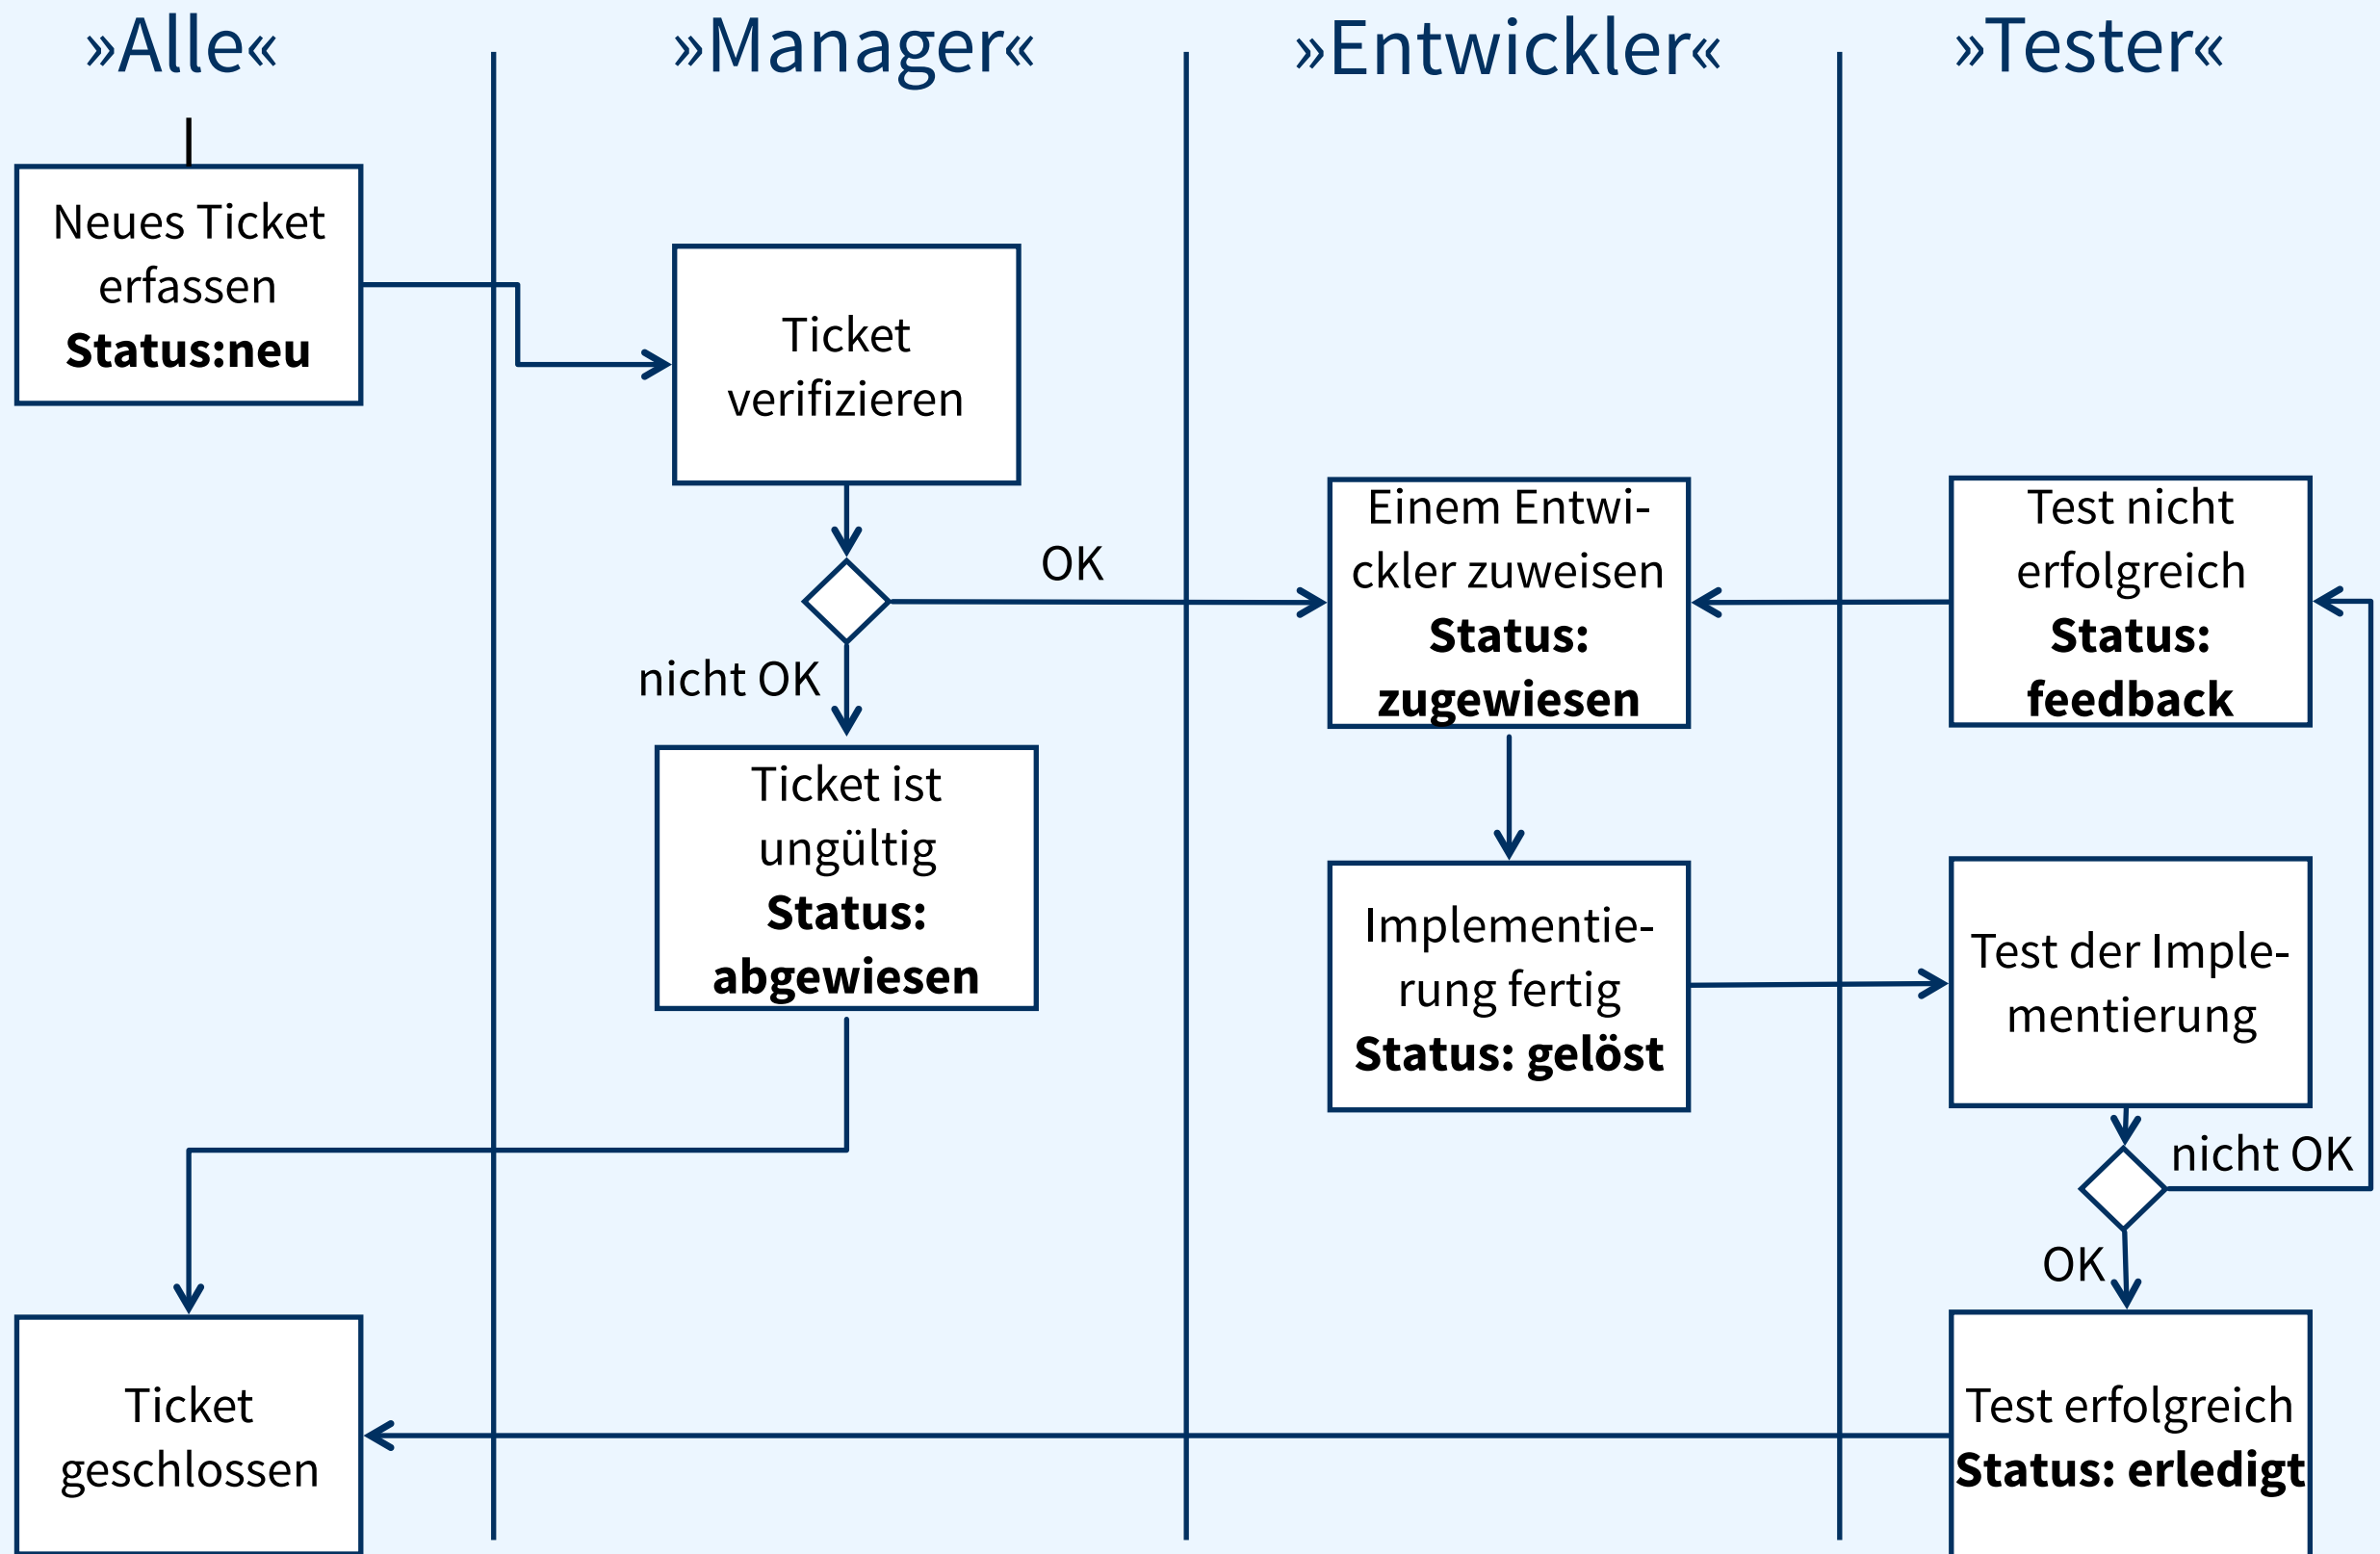 »Alle«
»Manager«
»Entwickler«
»Tester«
Neues Ticket
erfassen
Status:neu
Ticket
verifizieren
OK
nicht OK
Ticket ist
ungültig
Status:
abgewiesen
Einem Entwi-
ckler zuweisen
Status:
zugewiesen
Implementie-
rung fertig
Status: gelöst
Test nicht
erfolgreich
Status:
feedback
Test der Imple-
mentierung
nicht OK
OK
Test erfolgreich
Status: erledigt
Ticket
geschlossen